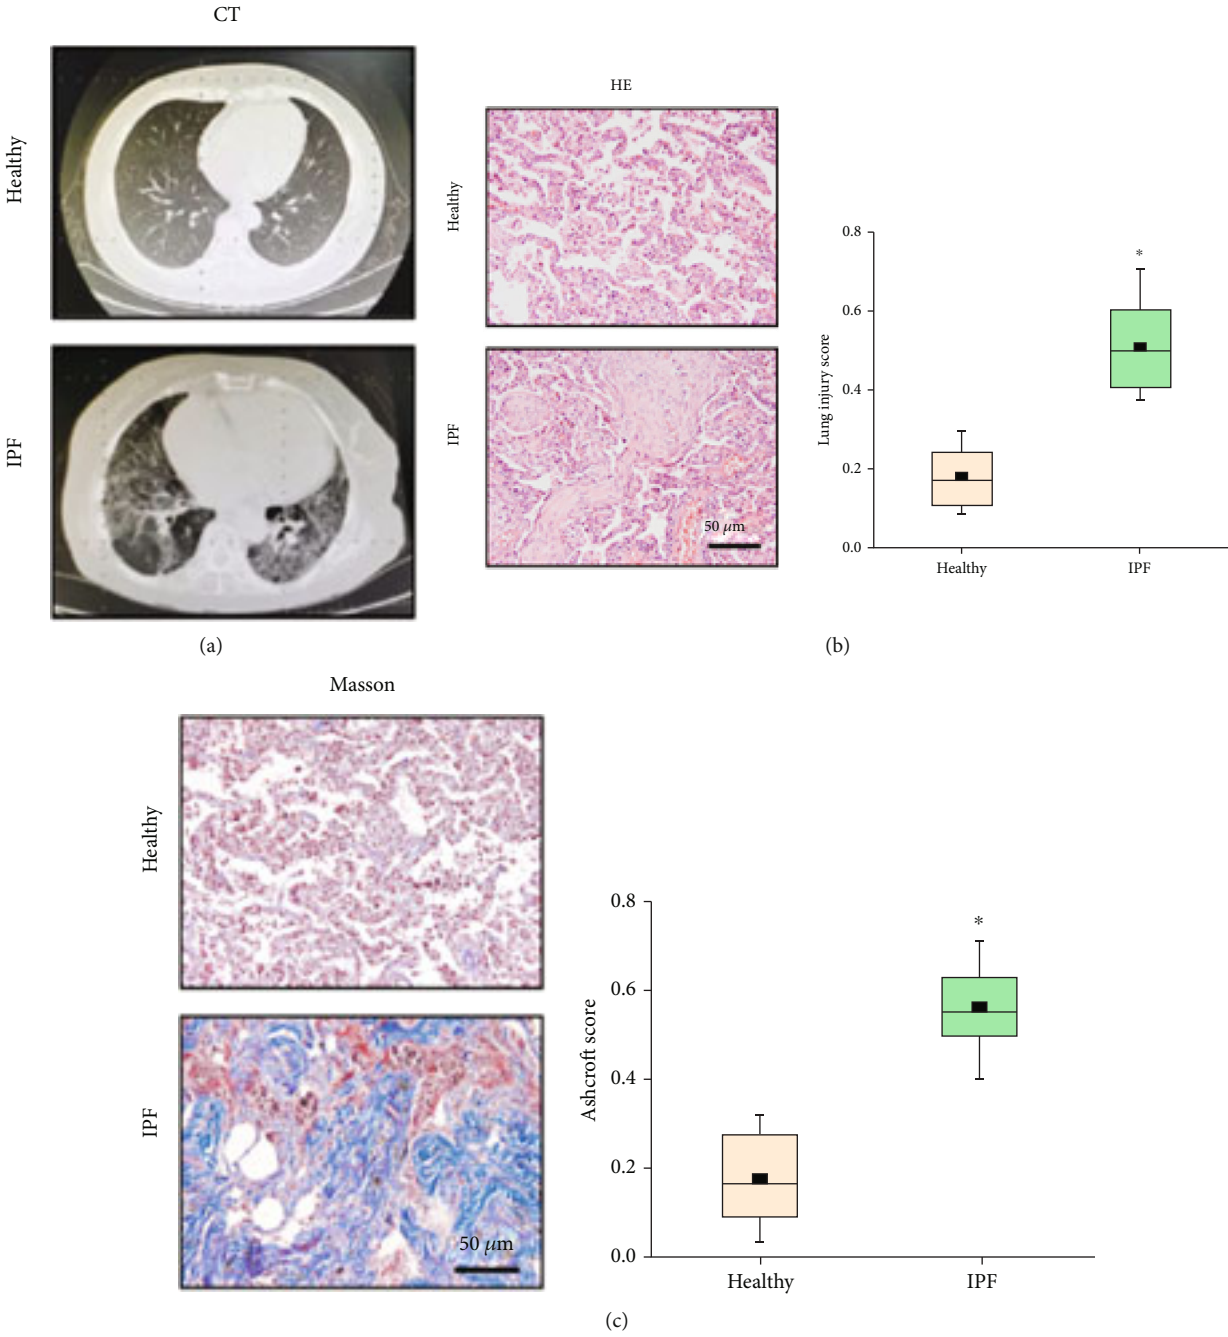 CT
Healthy
IPF
(a)
HE
Healthy
IPF
50 μm
Lung injury score
0.8
0.6
0.4
0.2
0.0
*
Healthy
IPF
(b)
Masson
Healthy
IPF
50 μm
Ashcroft score
0.8
0.6
0.4
0.2
0.0
*
Healthy
IPF
(c)